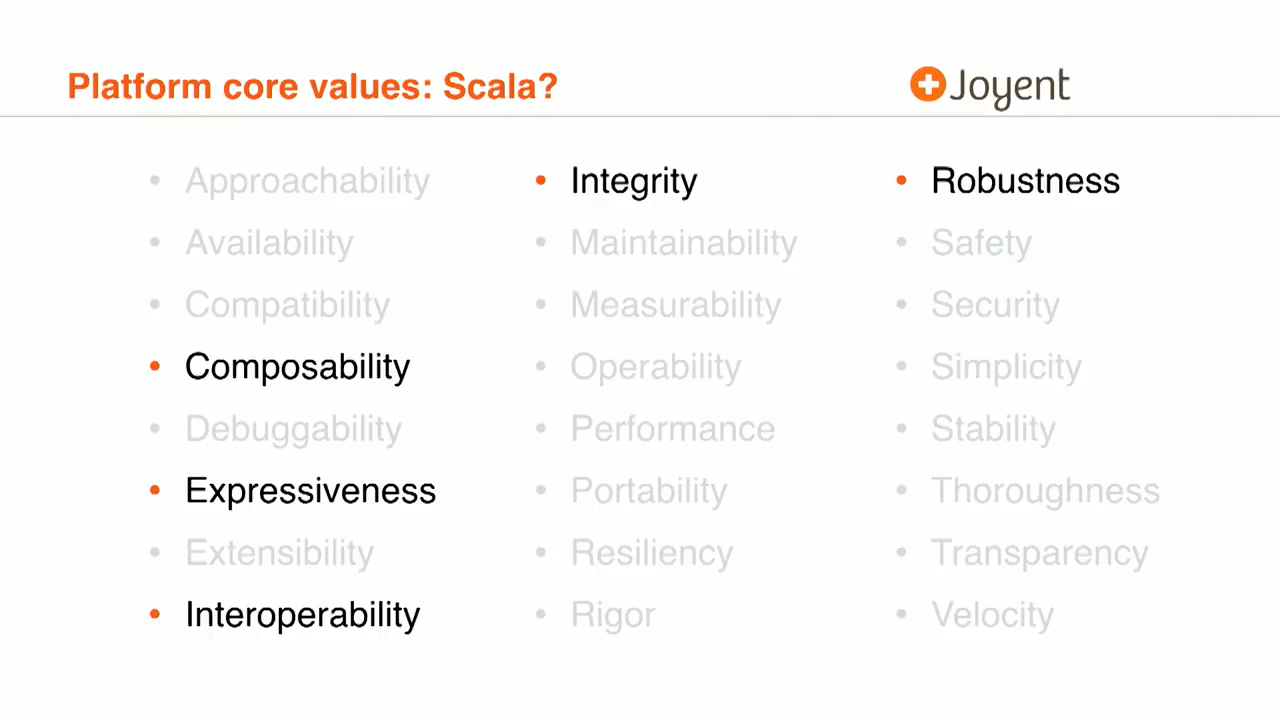 Platform core values: Scala?
Joyent
• Approachability
• Availability
• Compatibility
• Composability
• Debuggability
• Expressiveness
• Extensibility
• Interoperability
• Integrity
• Maintainability
• Measurability
• Operability
• Performance
• Portability
• Resiliency
• Rigor
• Robustness
• Safety
• Security
• Simplicity
• Stability
• Thoroughness
• Transparency
• Velocity